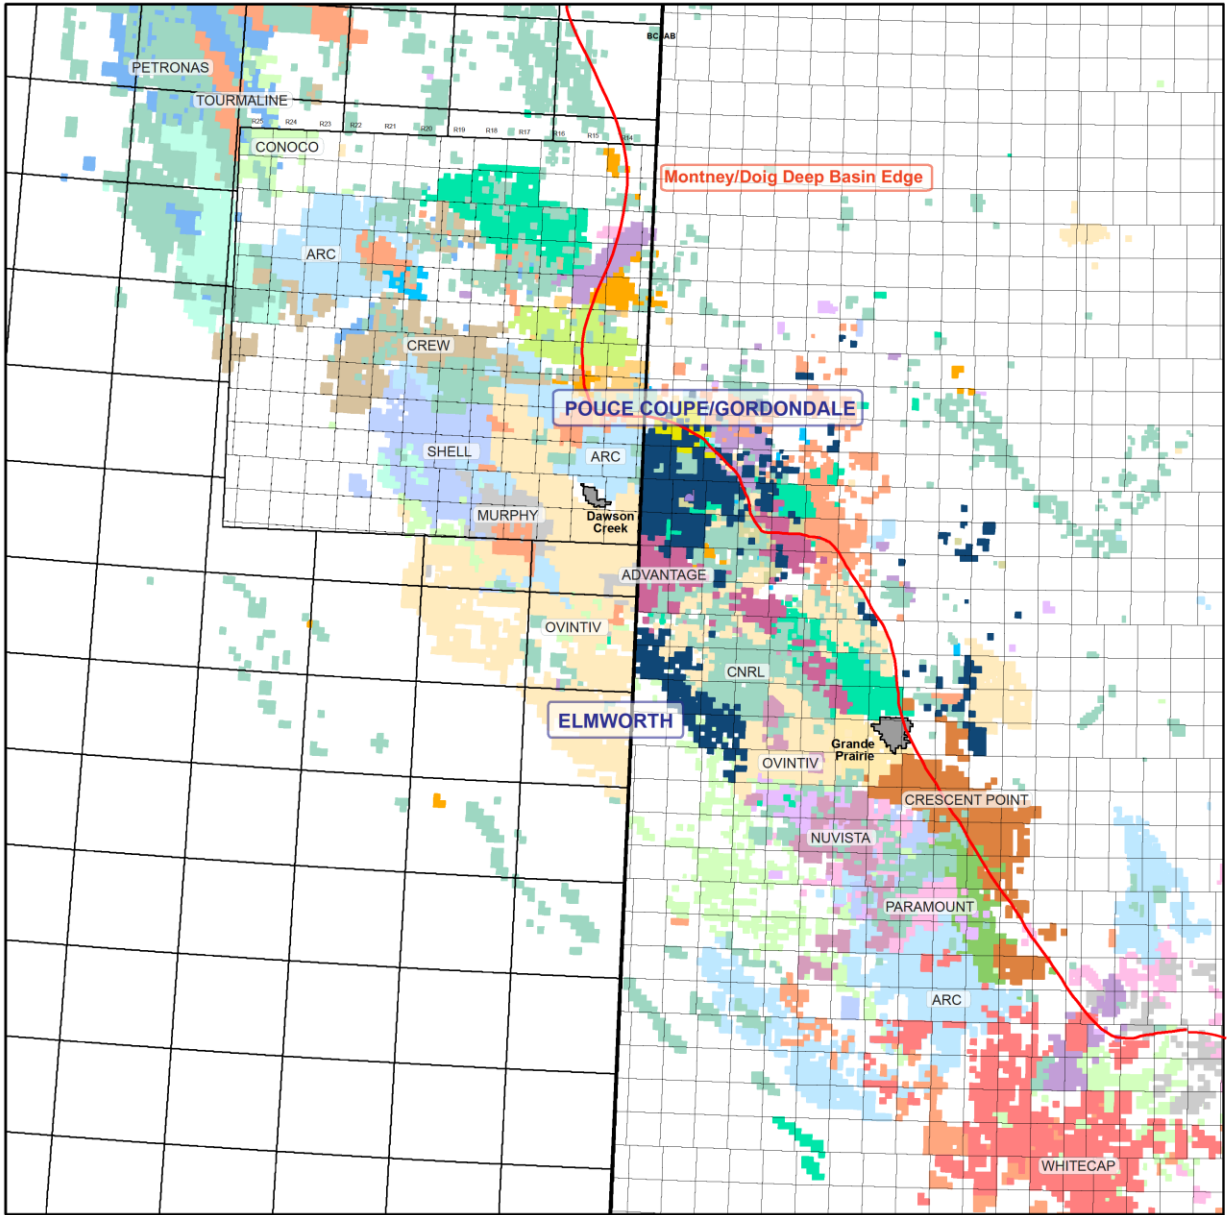 BC
AB
PETRONAS
TOURMALINE
R25
R24
R23
R22
R21
R20
R19
R18
R17
R16
R15
R14
CONOCO
Montney/Doig Deep Basin Edge
ARC
CREW
POUCE COUPE/GORDONDALE
SHELL
ARC
MURPHY
Dawson
Creek
ADVANTAGE
OVINTIV
CNRL
ELMWORTH
Grande
Prairie
OVINTIV
CRESCENT POINT
NUVISTA
PARAMOUNT
ARC
WHITECAP